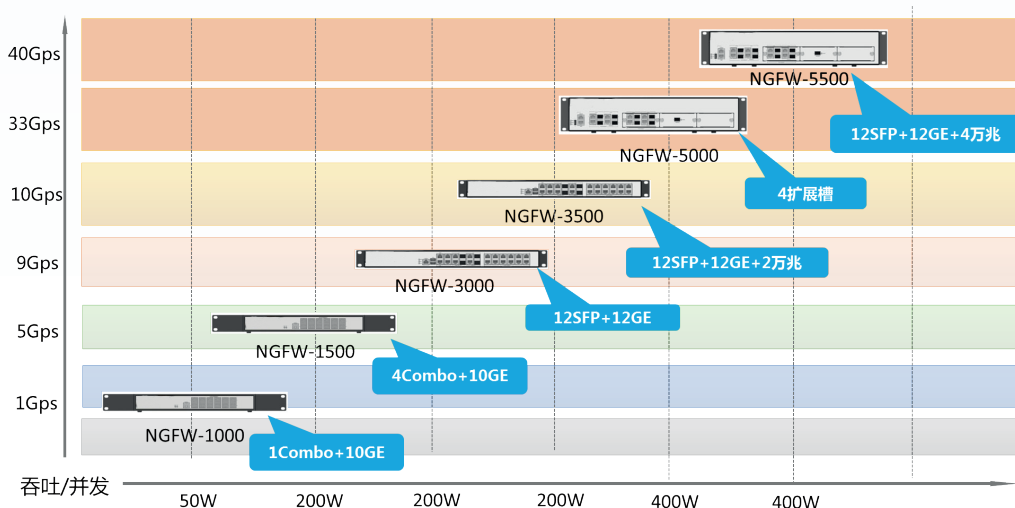 40Gps
NGFW-5500
12SFP+12GE+4万兆
33Gps
NGFW-5000
4扩展槽
10Gps
NGFW-3500
12SFP+12GE+2万兆
9Gps
NGFW-3000
12SFP+12GE
5Gps
NGFW-1500
4Combo+10GE
1Gps
NGFW-1000
1Combo+10GE
吞吐/并发
50W
200W
200W
200W
400W
400W